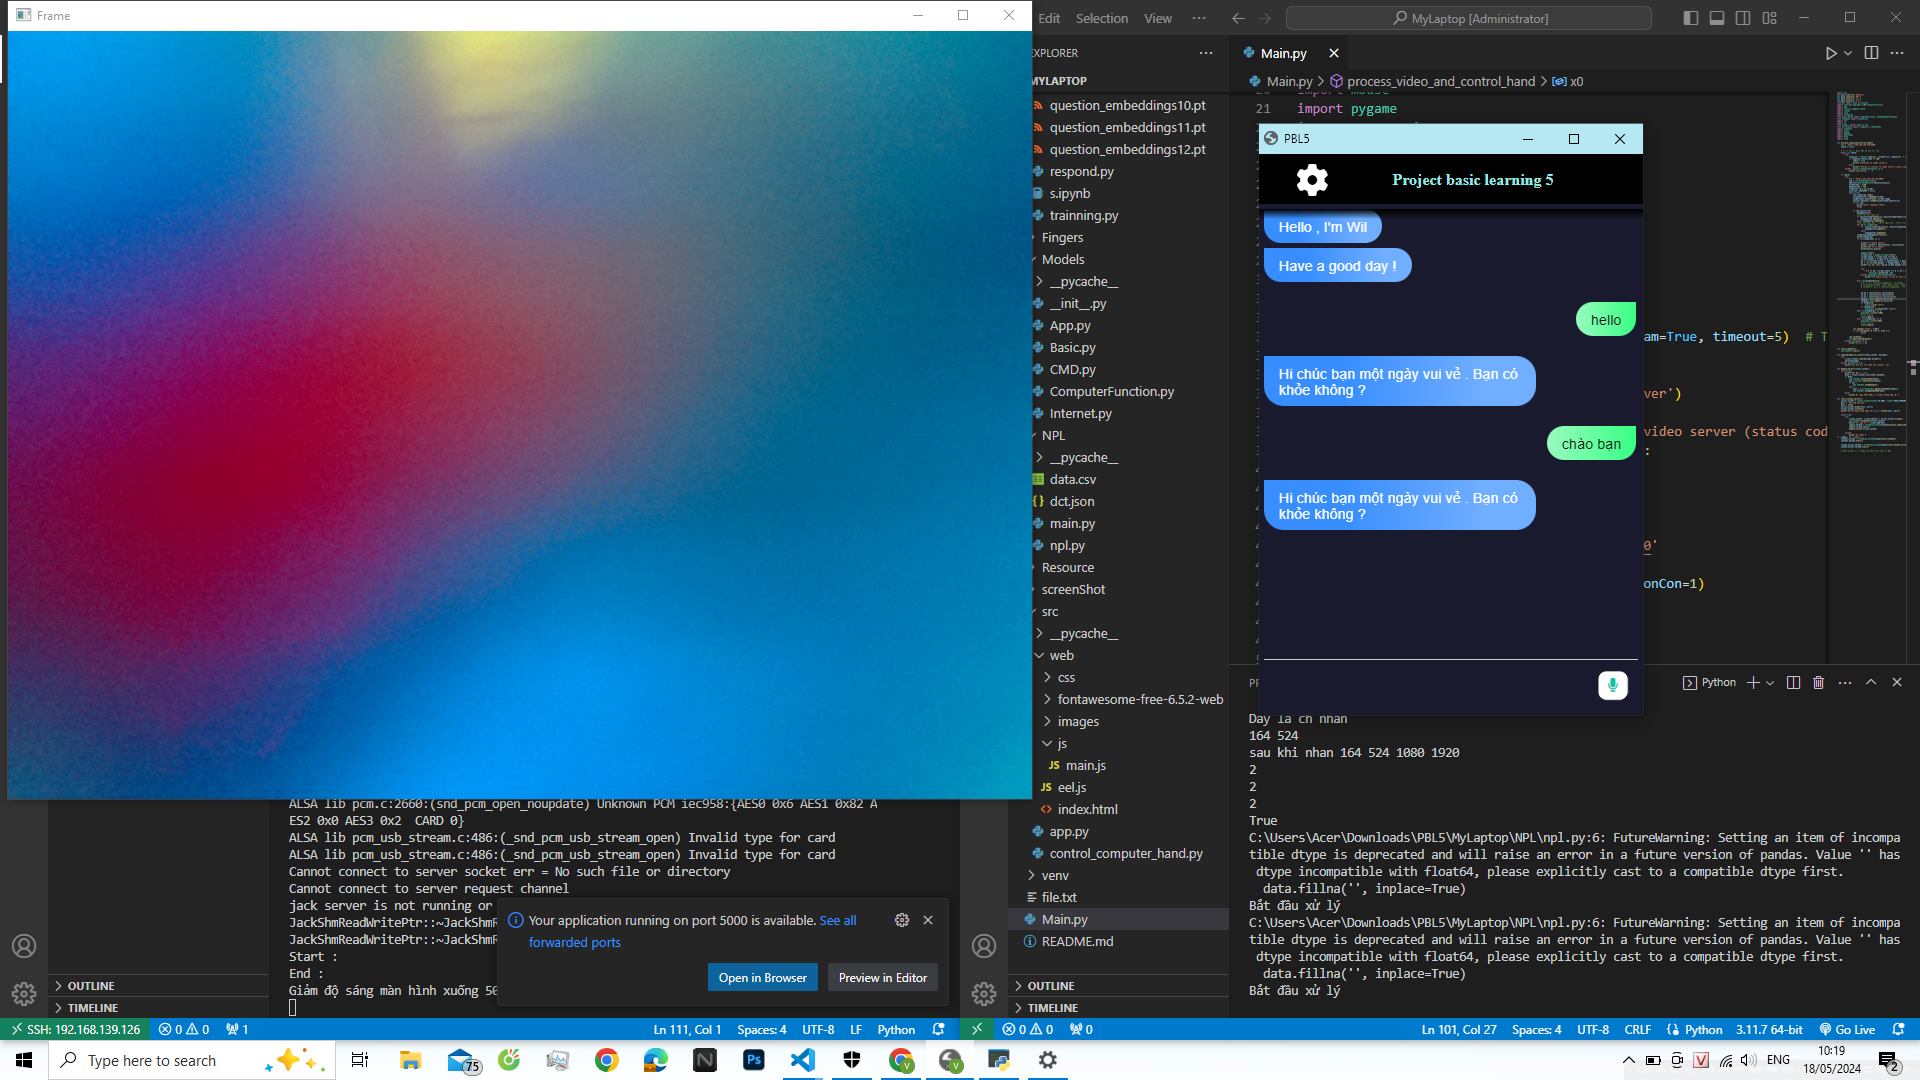 Frame
Edit Selection View ···
MyLaptop [Administrator]
EXPLORER
Main.py
MYLAPTOP
Main.py > process_video_and_control_hand > x0
question_embeddings10.pt
question_embeddings11.pt
question_embeddings12.pt
respond.py
s.ipynb
trainning.py
Fingers
Models
__pycache__
__init__.py
App.py
Basic.py
CMD.py
ComputerFunction.py
Internet.py
NPL
__pycache__
data.csv
dct.json
main.py
npl.py
Resource
screenShot
src
__pycache__
web
css
fontawesome-free-6.5.2-web
images
js
JS main.js
JS eel.js
index.html
app.py
control_computer_hand.py
venv
file.txt
Main.py
README.md
OUTLINE
TIMELINE
21 import pygame
am=True, timeout=5) # T
ver')
video server (status cod
:
0'
onCon=1)
PBL5
Project basic learning 5
Hello , I'm Wil
Have a good day !
hello
Hi chúc bạn một ngày vui vẻ . Bạn có
khỏe không ?
chào bạn
Hi chúc bạn một ngày vui vẻ . Bạn có
khỏe không ?
Python
Day la ch nhan
164 524
sau khi nhan 164 524 1080 1920
2
2
2
True
C:\Users\Acer\Downloads\PBL5\MyLaptop\NPL\npl.py:6: FutureWarning: Setting an item of incompa
tible dtype is deprecated and will raise an error in a future version of pandas. Value '' has
dtype incompatible with float64, please explicitly cast to a compatible dtype first.
data.fillna('', inplace=True)
Bắt đầu xử lý
C:\Users\Acer\Downloads\PBL5\MyLaptop\NPL\npl.py:6: FutureWarning: Setting an item of incompa
tible dtype is deprecated and will raise an error in a future version of pandas. Value '' has
dtype incompatible with float64, please explicitly cast to a compatible dtype first.
data.fillna('', inplace=True)
Bắt đầu xử lý
ALSA lib pcm.c:2660:(snd_pcm_open_noupdate) Unknown PCM iec958:{AES0 0x6 AES1 0x82 A
ES2 0x0 AES3 0x2  CARD 0}
ALSA lib pcm_usb_stream.c:486:(_snd_pcm_usb_stream_open) Invalid type for card
ALSA lib pcm_usb_stream.c:486:(_snd_pcm_usb_stream_open) Invalid type for card
Cannot connect to server socket err = No such file or directory
Cannot connect to server request channel
jack server is not running or
JackShmReadWritePtr::~JackShmR
JackShmReadWritePtr::~JackShmR
Start :
End :
Giảm độ sáng màn hình xuống 50
Your application running on port 5000 is available. See all
forwarded ports
Open in Browser
Preview in Editor
OUTLINE
TIMELINE
SSH: 192.168.139.126 0 0 1 Ln 111, Col 1 Spaces: 4 UTF-8 LF Python
0 0 0 Ln 101, Col 27 Spaces: 4 UTF-8 CRLF Python 3.11.7 64-bit Go Live
Type here to search
75
Ps
V
V
V
ENG
10:19
18/05/2024
2